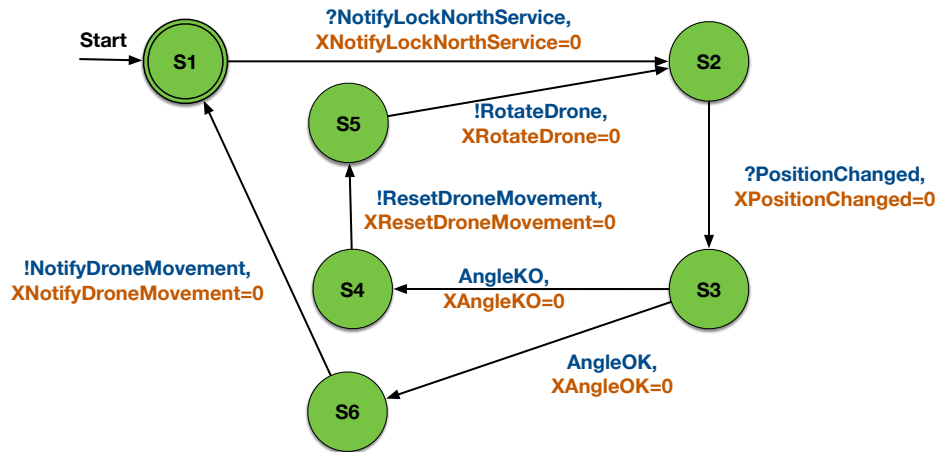 ?NotifyLockNorthService,
XNotifyLockNorthService=0
Start
S1
S2
!RotateDrone,
XRotateDrone=0
S5
?PositionChanged,
XPositionChanged=0
!ResetDroneMovement,
XResetDroneMovement=0
!NotifyDroneMovement,
XNotifyDroneMovement=0
AngleKO,
XAngleKO=0
S4
S3
AngleOK,
XAngleOK=0
S6